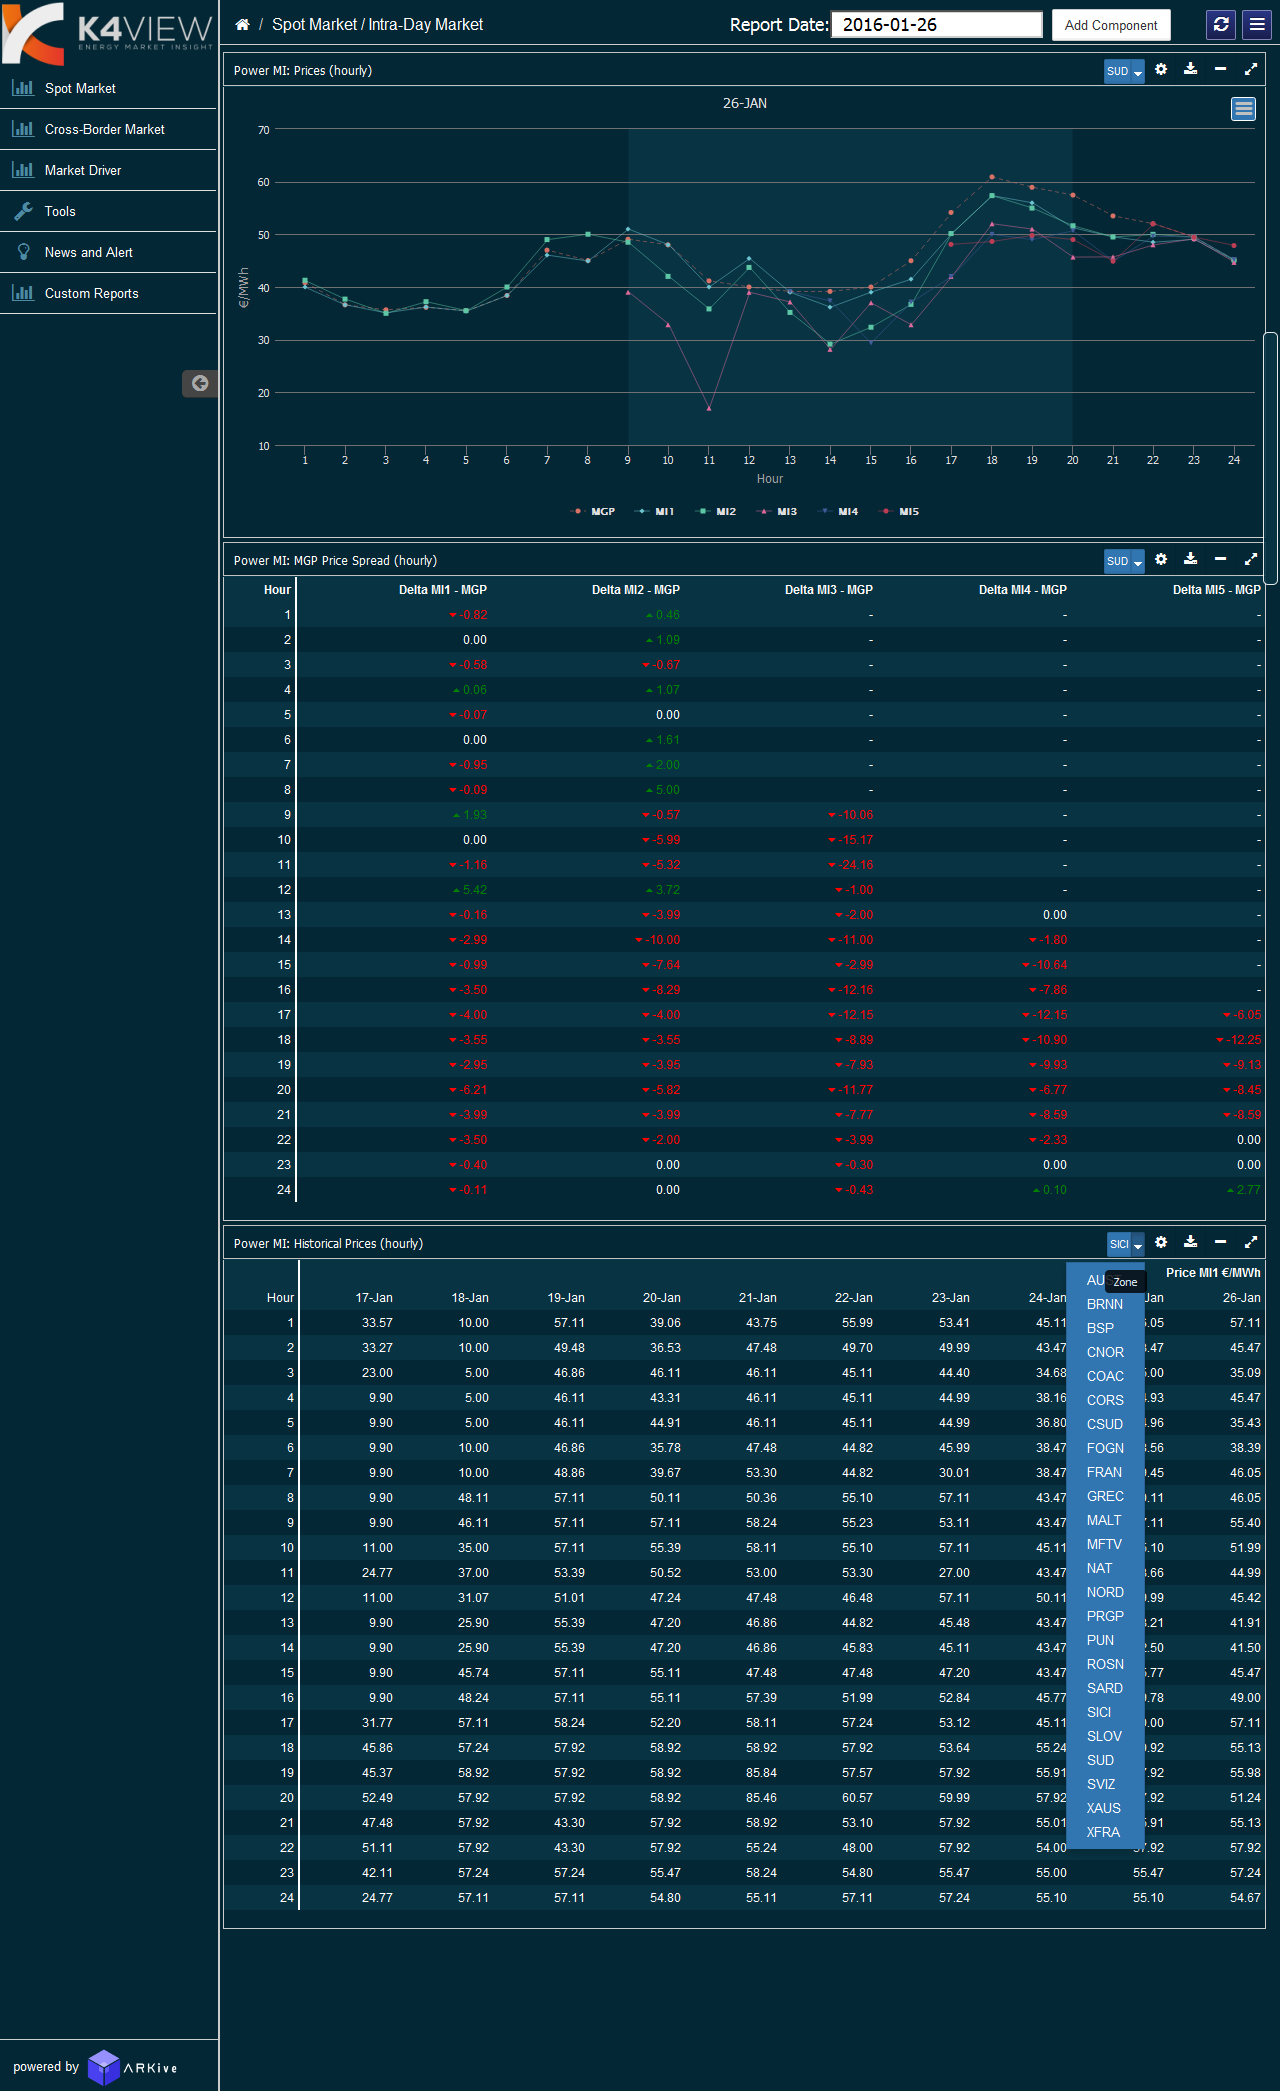 K4VIEW
ENERGY MARKET INSIGHT
/ Spot Market / Intra-Day Market
Report Date: 2016-01-26
Add Component
Spot Market
Cross-Border Market
Market Driver
Tools
News and Alert
Custom Reports
Power MI: Prices (hourly)
SUD
26-JAN
70
60
50
40
30
20
10
€/MWh
1 2 3 4 5 6 7 8 9 10 11 12 13 14 15 16 17 18 19 20 21 22 23 24
Hour
MGP MI1 MI2 MI3 MI4 MI5
Power MI: MGP Price Spread (hourly)
SUD
Hour Delta MI1 - MGP Delta MI2 - MGP Delta MI3 - MGP Delta MI4 - MGP Delta MI5 - MGP
1 -0.82 0.46 - - -
2 0.00 1.09 - - -
3 -0.58 -0.67 - - -
4 0.06 1.07 - - -
5 -0.07 0.00 - - -
6 0.00 1.61 - - -
7 -0.95 2.00 - - -
8 -0.09 5.00 - - -
9 1.93 -0.57 -10.06 - -
10 0.00 -5.99 -15.17 - -
11 -1.16 -5.32 -24.16 - -
12 5.42 3.72 -1.00 - -
13 -0.16 -3.99 -2.00 0.00 -
14 -2.99 -10.00 -11.00 -1.80 -
15 -0.99 -7.64 -2.99 -10.64 -
16 -3.50 -8.29 -12.16 -7.86 -
17 -4.00 -4.00 -12.15 -12.15 -6.05
18 -3.55 -3.55 -8.89 -10.90 -12.25
19 -2.95 -3.95 -7.93 -9.93 -9.13
20 -6.21 -5.82 -11.77 -6.77 -8.45
21 -3.99 -3.99 -7.77 -8.59 -8.59
22 -3.50 -2.00 -3.99 -2.33 0.00
23 -0.40 0.00 -0.30 0.00 0.00
24 -0.11 0.00 -0.43 0.10 2.77
Power MI: Historical Prices (hourly)
SICI
Price MI1 €/MWh
Hour 17-Jan 18-Jan 19-Jan 20-Jan 21-Jan 22-Jan 23-Jan 24-Jan Jan 26-Jan
1 33.57 10.00 57.11 39.06 43.75 55.99 53.41 45.11 .05 57.11
2 33.27 10.00 49.48 36.53 47.48 49.70 49.99 43.47 .47 45.47
3 23.00 5.00 46.86 46.11 46.11 45.11 44.40 34.68 .00 35.09
4 9.90 5.00 46.11 43.31 46.11 45.11 44.99 38.16 .93 45.47
5 9.90 5.00 46.11 44.91 46.11 45.11 44.99 36.80 .96 35.43
6 9.90 10.00 46.86 35.78 47.48 44.82 45.99 38.47 .56 38.39
7 9.90 10.00 48.86 39.67 53.30 44.82 30.01 38.47 .45 46.05
8 9.90 48.11 57.11 50.11 50.36 55.10 57.11 43.47 .11 46.05
9 9.90 46.11 57.11 57.11 58.24 55.23 53.11 43.47 .11 55.40
10 11.00 35.00 57.11 55.39 58.11 55.10 57.11 45.11 .10 51.99
11 24.77 37.00 53.39 50.52 53.00 53.30 27.00 43.47 .66 44.99
12 11.00 31.07 51.01 47.24 47.48 46.48 57.11 50.11 .99 45.42
13 9.90 25.90 55.39 47.20 46.86 44.82 45.48 43.47 .21 41.91
14 9.90 25.90 55.39 47.20 46.86 45.83 45.11 43.47 .50 41.50
15 9.90 45.74 57.11 55.11 47.48 47.48 47.20 43.47 .77 45.47
16 9.90 48.24 57.11 55.11 57.39 51.99 52.84 45.77 .78 49.00
17 31.77 57.11 58.24 52.20 58.11 57.24 53.12 45.11 .00 57.11
18 45.86 57.24 57.92 58.92 58.92 57.92 53.64 55.24 .92 55.13
19 45.37 58.92 57.92 58.92 85.84 57.57 57.92 55.91 .92 55.98
20 52.49 57.92 57.92 58.92 85.46 60.57 59.99 57.92 .92 51.24
21 47.48 57.92 43.30 57.92 58.92 53.10 57.92 55.01 .91 55.13
22 51.11 57.92 43.30 57.92 55.24 48.00 57.92 54.00 57.92 57.92
23 42.11 57.24 57.24 55.47 58.24 54.80 55.47 55.00 55.47 57.24
24 24.77 57.11 57.11 54.80 55.11 57.11 57.24 55.10 55.10 54.67
Zone
BRNN
BSP
CNOR
COAC
CORS
CSUD
FOGN
FRAN
GREC
MALT
MFTV
NAT
NORD
PRGP
PUN
ROSN
SARD
SICI
SLOV
SUD
SVIZ
XAUS
XFRA
powered by ARKive